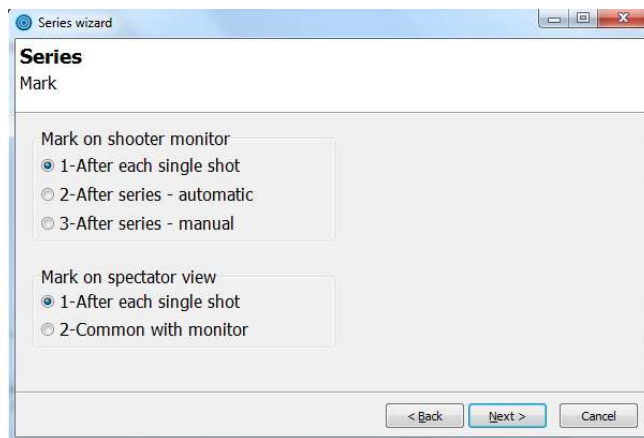 Series wizard
Series
Mark
Mark on shooter monitor
1-After each single shot
2-After series - automatic
3-After series - manual
Mark on spectator view
1-After each single shot
2-Common with monitor
< Back
Next >
Cancel